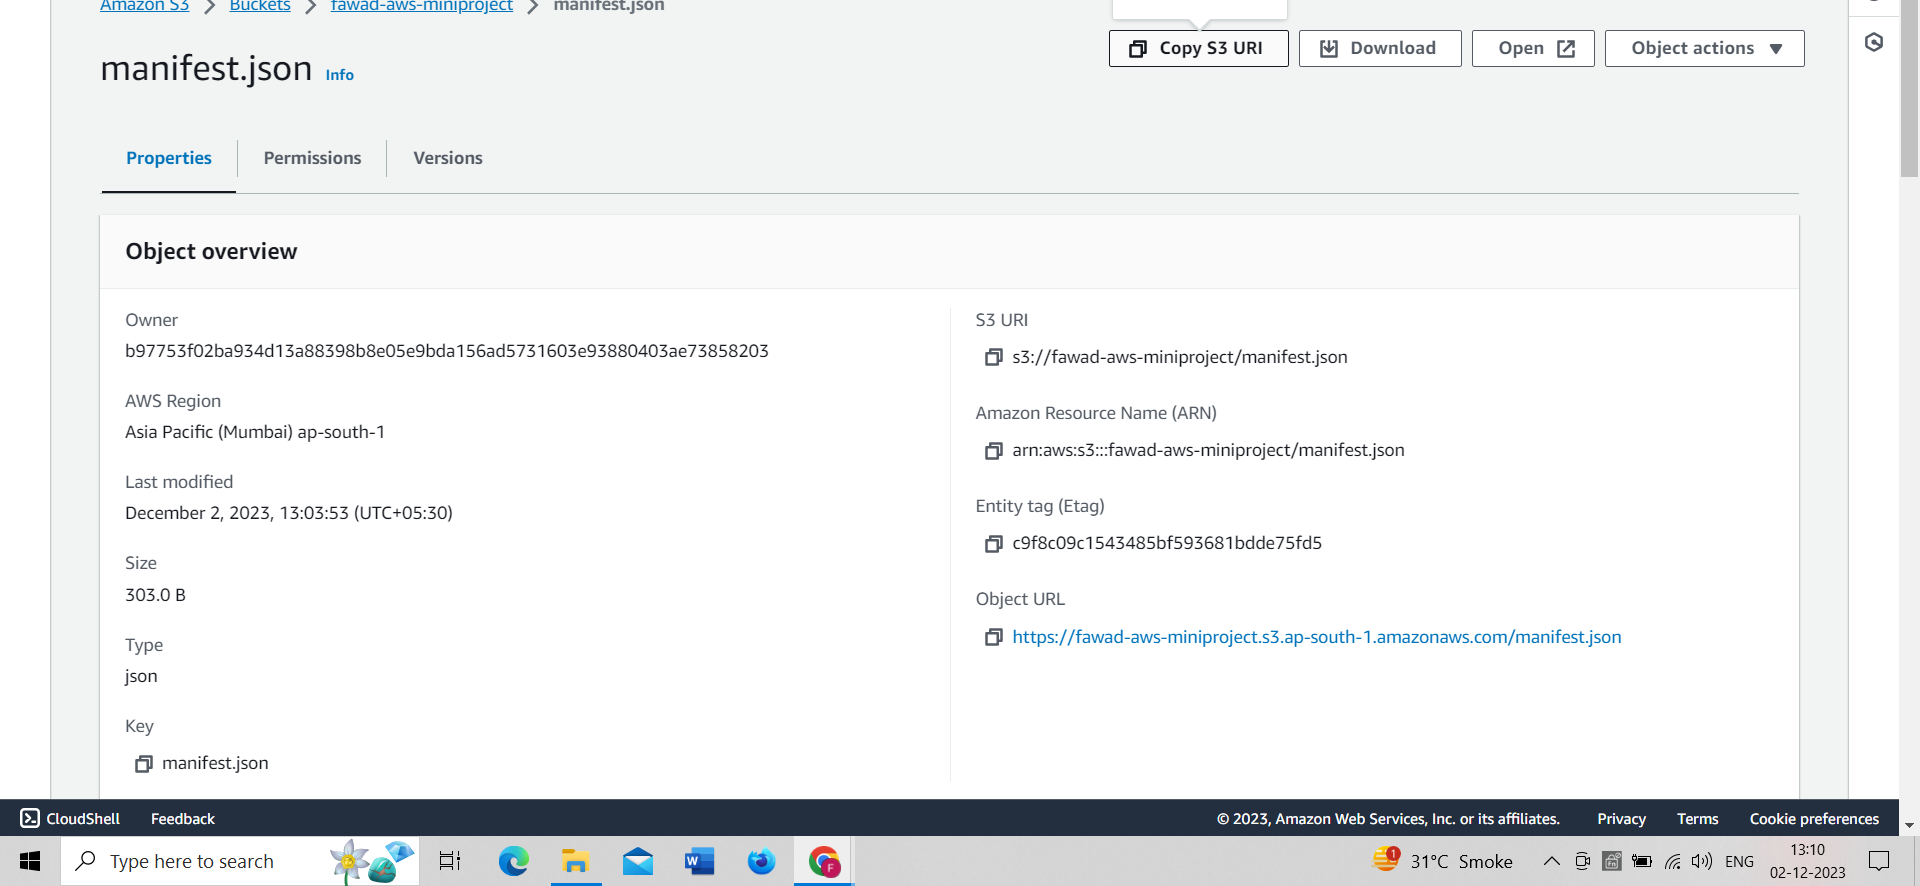 Amazon S3 > Buckets > fawad-aws-miniproject > manifest.json
manifest.json Info
Copy S3 URI Download Open Object actions
Properties Permissions Versions
Object overview
Owner
b97753f02ba934d13a88398b8e05e9bda156ad5731603e93880403ae73858203
AWS Region
Asia Pacific (Mumbai) ap-south-1
Last modified
December 2, 2023, 13:03:53 (UTC+05:30)
Size
303.0 B
Type
json
Key
manifest.json
S3 URI
s3://fawad-aws-miniproject/manifest.json
Amazon Resource Name (ARN)
arn:aws:s3:::fawad-aws-miniproject/manifest.json
Entity tag (Etag)
c9f8c09c1543485bf593681bdde75fd5
Object URL
https://fawad-aws-miniproject.s3.ap-south-1.amazonaws.com/manifest.json
CloudShell Feedback © 2023, Amazon Web Services, Inc. or its affiliates. Privacy Terms Cookie preferences
Type here to search
1 31°C Smoke ENG
13:10
02-12-2023